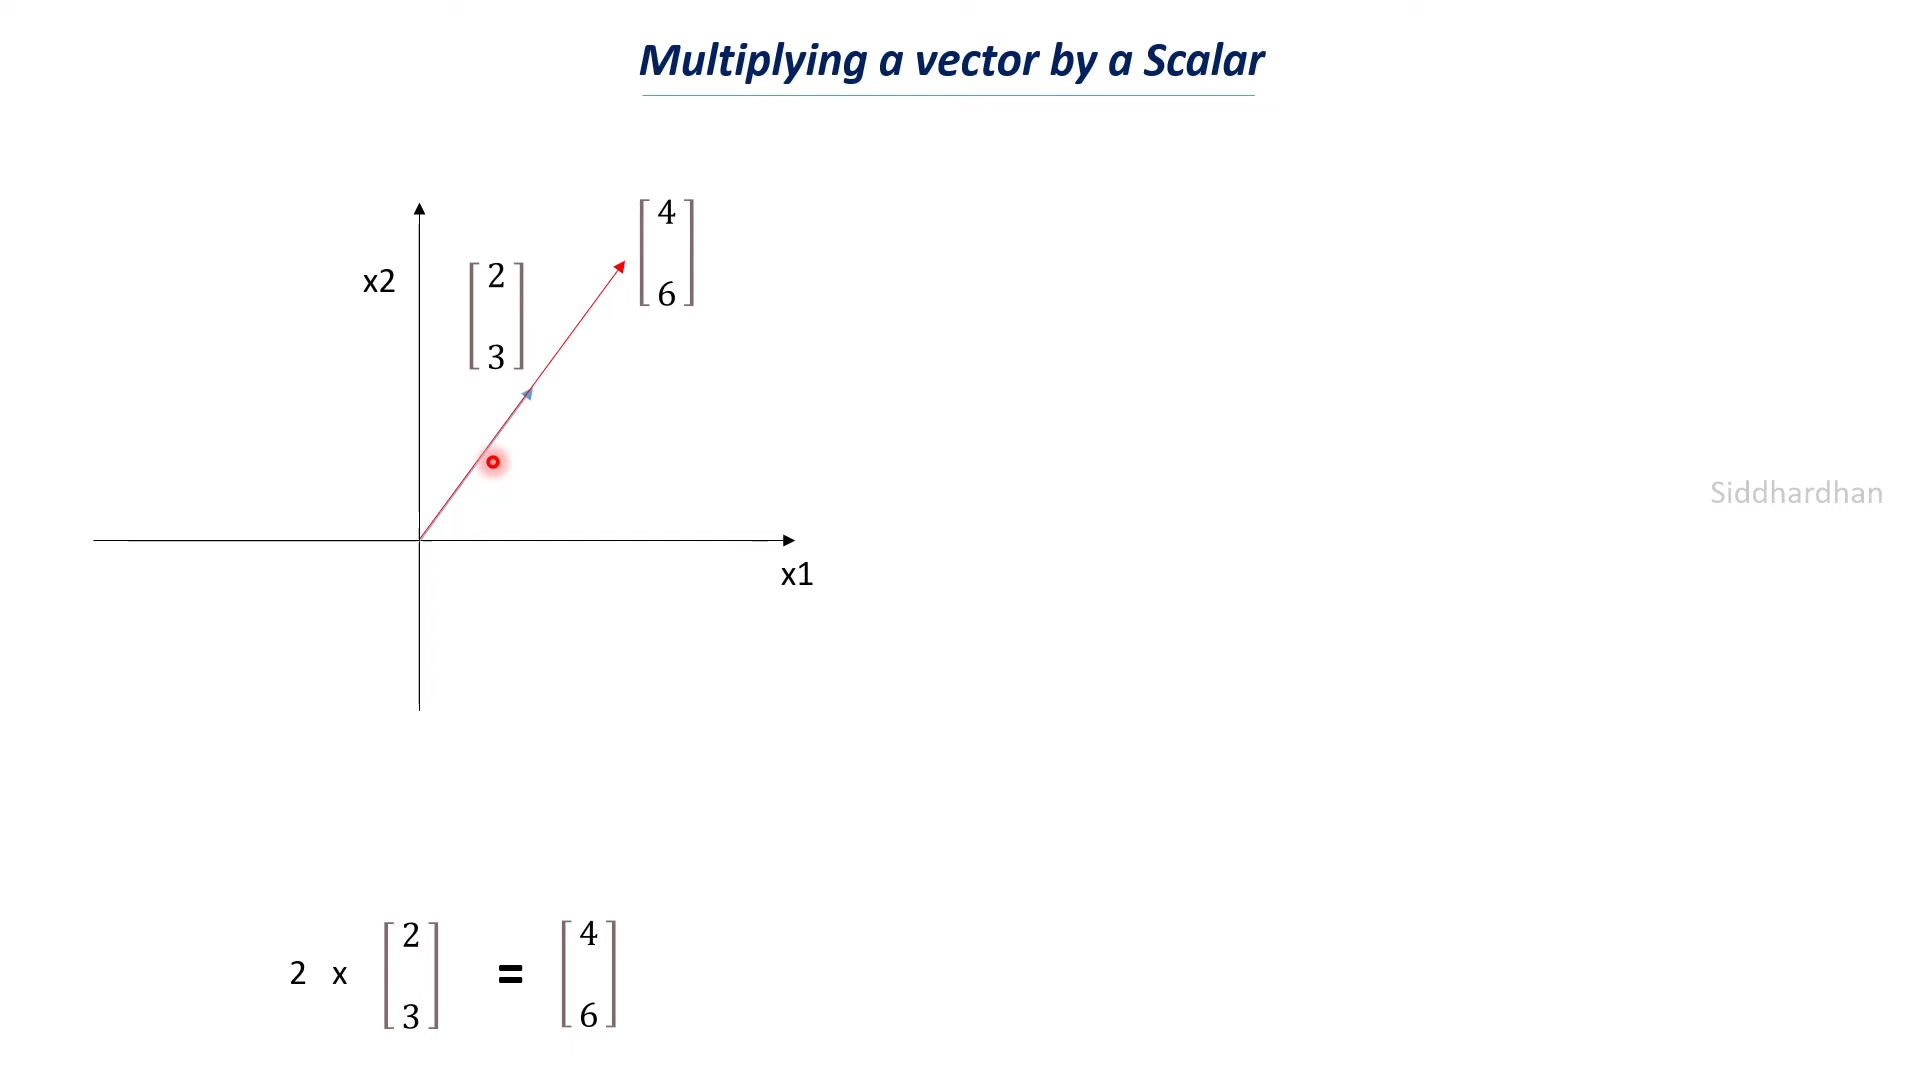 Multiplying a vector by a Scalar
x2
2
3
4
6
x1
Siddhardhan
2 x [2 3] = [4 6]